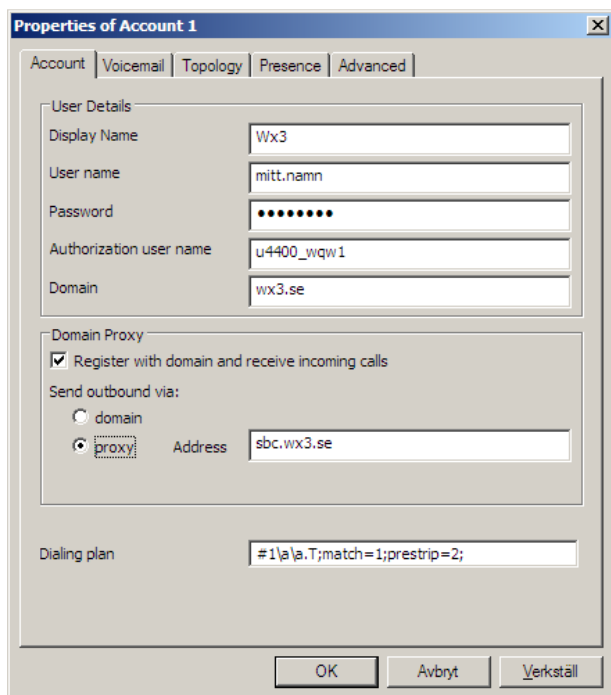 Properties of Account 1
Account Voicemail Topology Presence Advanced
User Details
Display Name Wx3
User name mitt.namn
Password ●●●●●●●●
Authorization user name u4400_wqw1
Domain wx3.se
Domain Proxy
Register with domain and receive incoming calls
Send outbound via:
domain
proxy Address sbc.wx3.se
Dialing plan #1\a\a.T;match=1;prestrip=2;
OK Avbryt Verkställ